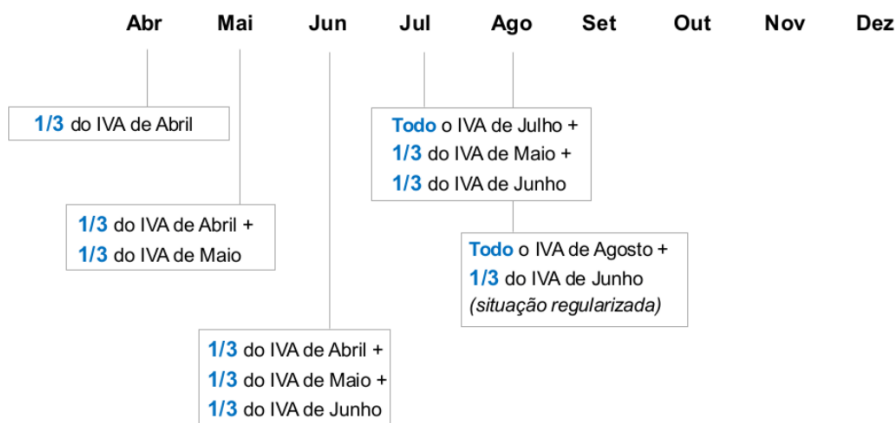 Abr Mai Jun Jul Ago Set Out Nov Dez
1/3 do IVA de Abril
1/3 do IVA de Abril +
1/3 do IVA de Maio
1/3 do IVA de Abril +
1/3 do IVA de Maio +
1/3 do IVA de Junho
Todo o IVA de Julho +
1/3 do IVA de Maio +
1/3 do IVA de Junho
Todo o IVA de Agosto +
1/3 do IVA de Junho
(situação regularizada)